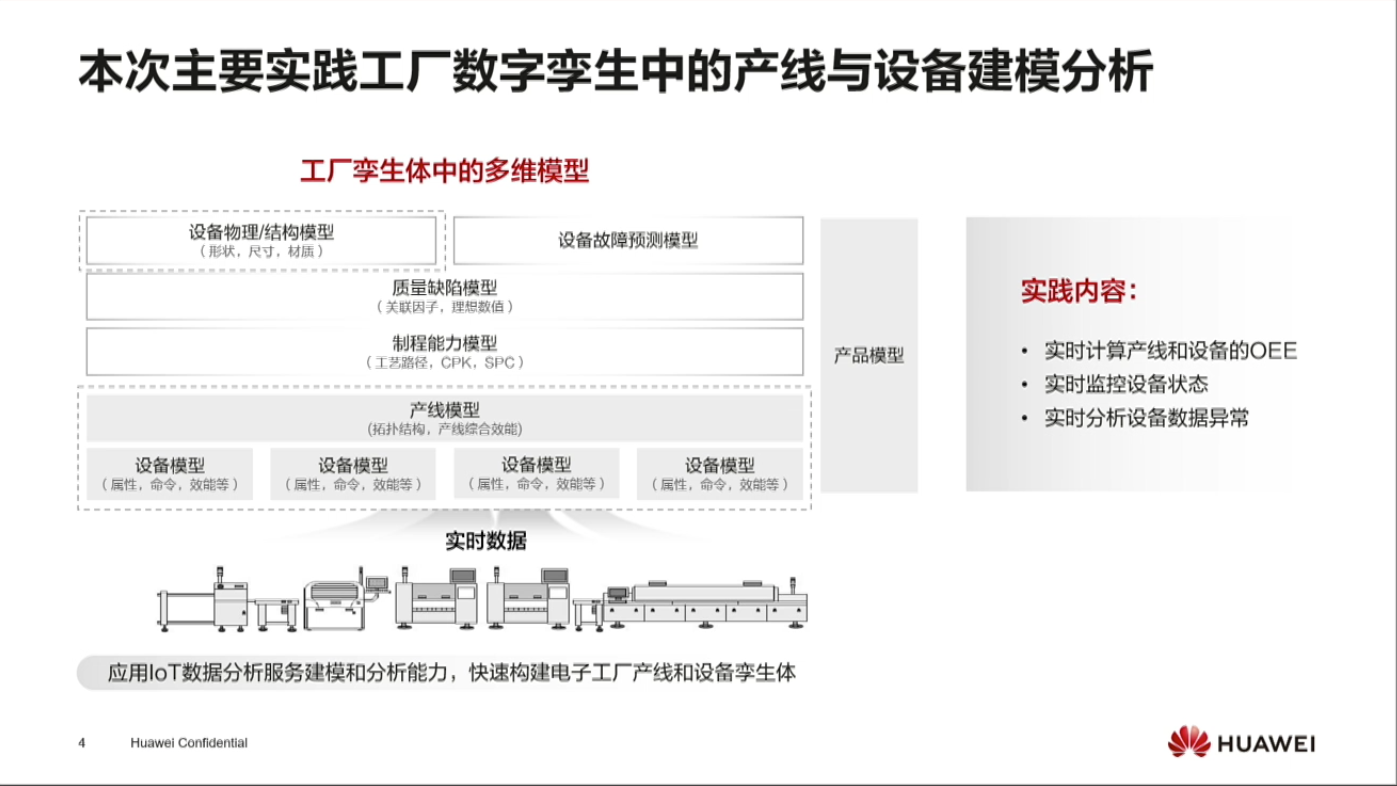 本次主要实践工厂数字孪生中的产线与设备建模分析
工厂孪生体中的多维模型
设备物理/结构模型
（形状，尺寸，材质）
设备故障预测模型
质量缺陷模型
（关联因子，理想数值）
制程能力模型
（工艺路径，CPK，SPC）
产线模型
(拓扑结构，产线综合效能)
设备模型
（属性，命令，效能等）
设备模型
（属性，命令，效能等）
设备模型
（属性，命令，效能等）
设备模型
（属性，命令，效能等）
产品模型
实践内容：
• 实时计算产线和设备的OEE
• 实时监控设备状态
• 实时分析设备数据异常
实时数据
应用IoT数据分析服务建模和分析能力，快速构建电子工厂产线和设备孪生体
4 Huawei Confidential
HUAWEI